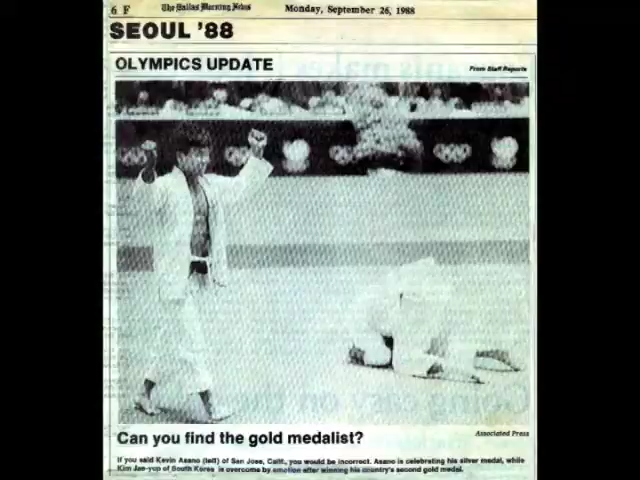 6 F The Dallas Morning News Monday, September 26, 1988
SEOUL '88
OLYMPICS UPDATE From Staff Reports
Can you find the gold medalist? Associated Press
If you said Kevin Asano (left) of San Jose, Calif., you would be incorrect. Asano is celebrating his silver medal, while
Kim Jae-yop of South Korea is overcome by emotion after winning his country's second gold medal.